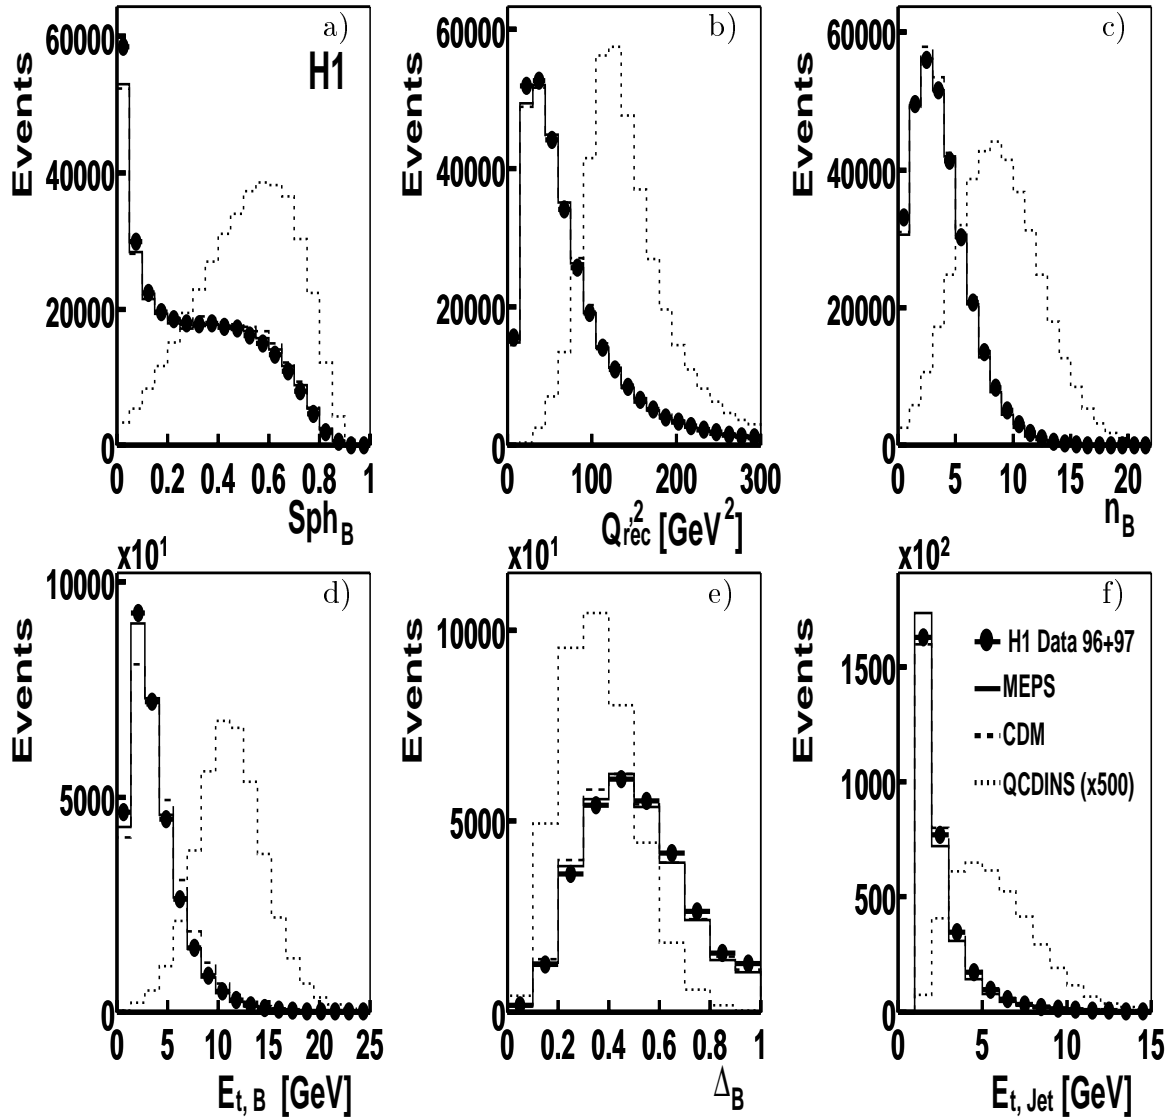 a)
H1
Events
60000
40000
20000
0
0 0.2 0.4 0.6 0.8 1
Sph_B
b)
Events
60000
40000
20000
0
0 100 200 300
Q'^2_rec [GeV^2]
c)
Events
60000
40000
20000
0
0 5 10 15 20
n_B
x10^1
d)
Events
10000
5000
0
0 5 10 15 20 25
E_t, B [GeV]
x10^1
e)
Events
10000
5000
0
0 0.2 0.4 0.6 0.8 1
Δ_B
x10^2
f)
Events
1500
1000
500
0
H1 Data 96+97
MEPS
CDM
QCDINS (x500)
0 5 10 15
E_t, Jet [GeV]